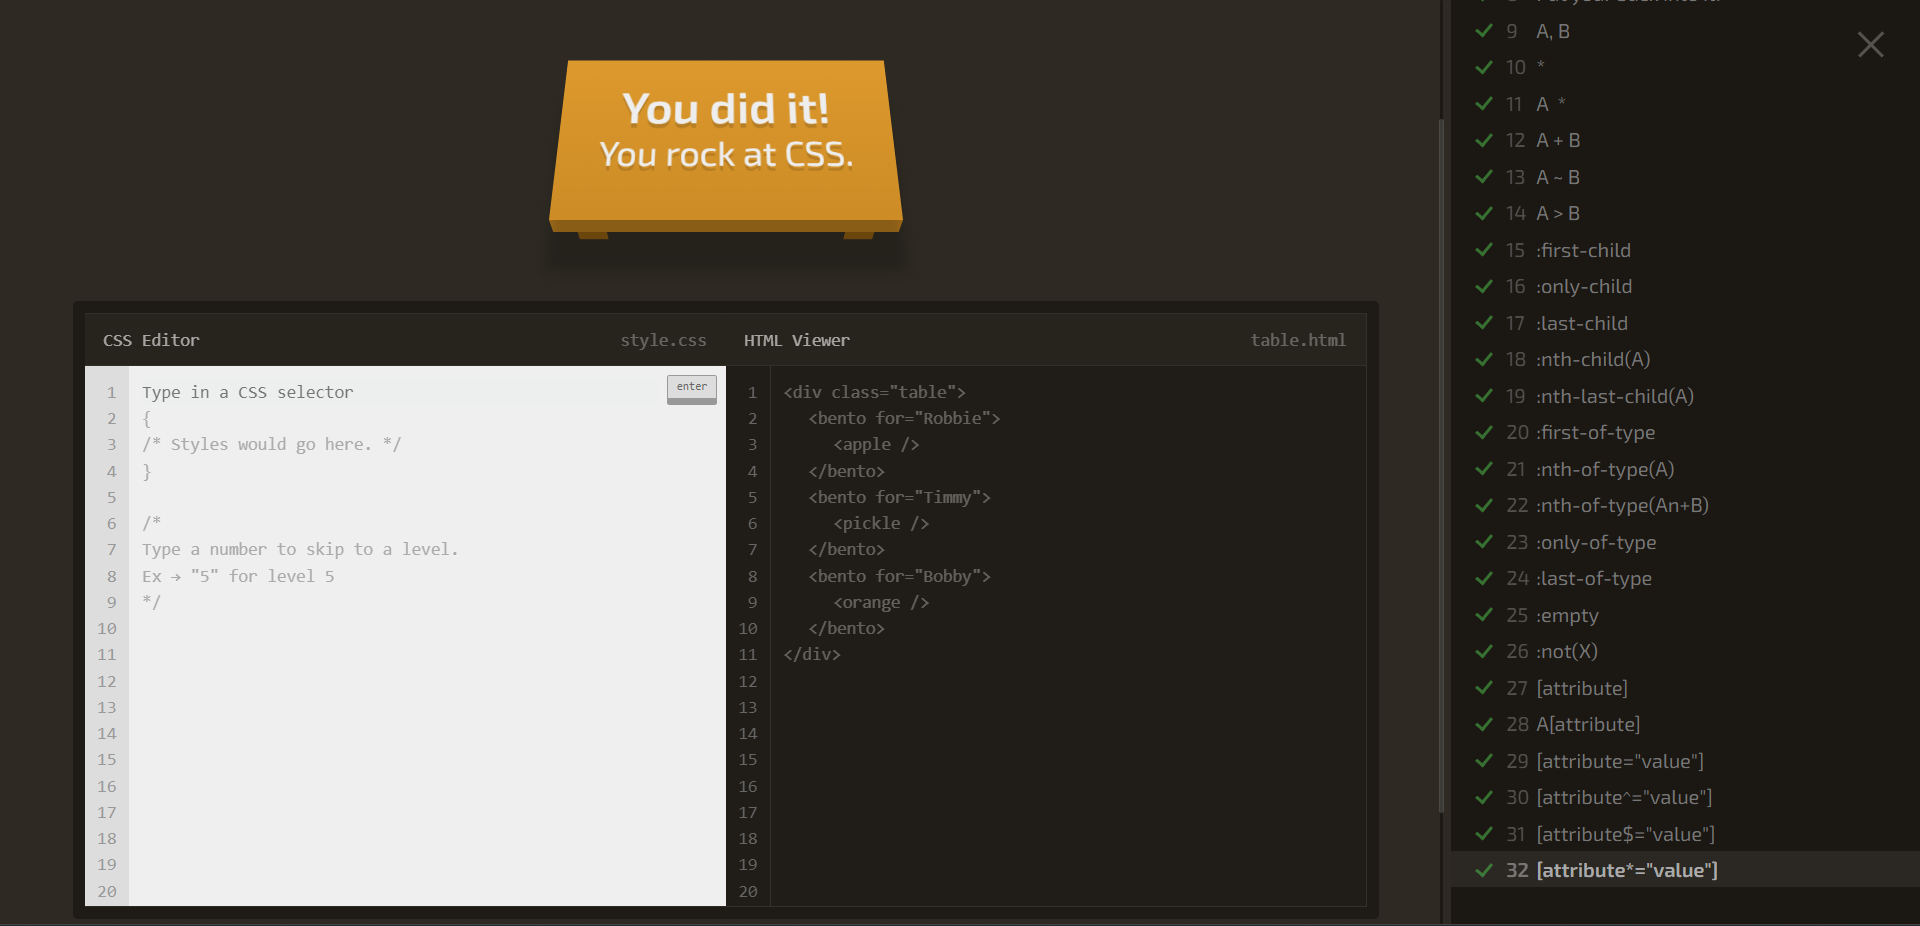 You did it!
You rock at CSS.
CSS Editor style.css
enter
1 Type in a CSS selector
2 {
3 /* Styles would go here. */
4 }
5
6 /*
7 Type a number to skip to a level.
8 Ex → "5" for level 5
9 */
10
11
12
13
14
15
16
17
18
19
20
HTML Viewer table.html
1 <div class="table">
2 <bento for="Robbie">
3 <apple />
4 </bento>
5 <bento for="Timmy">
6 <pickle />
7 </bento>
8 <bento for="Bobby">
9 <orange />
10 </bento>
11 </div>
12
13
14
15
16
17
18
19
20
9 A, B
10 *
11 A *
12 A + B
13 A ~ B
14 A > B
15 :first-child
16 :only-child
17 :last-child
18 :nth-child(A)
19 :nth-last-child(A)
20 :first-of-type
21 :nth-of-type(A)
22 :nth-of-type(An+B)
23 :only-of-type
24 :last-of-type
25 :empty
26 :not(X)
27 [attribute]
28 A[attribute]
29 [attribute="value"]
30 [attribute^="value"]
31 [attribute$="value"]
32 [attribute*="value"]